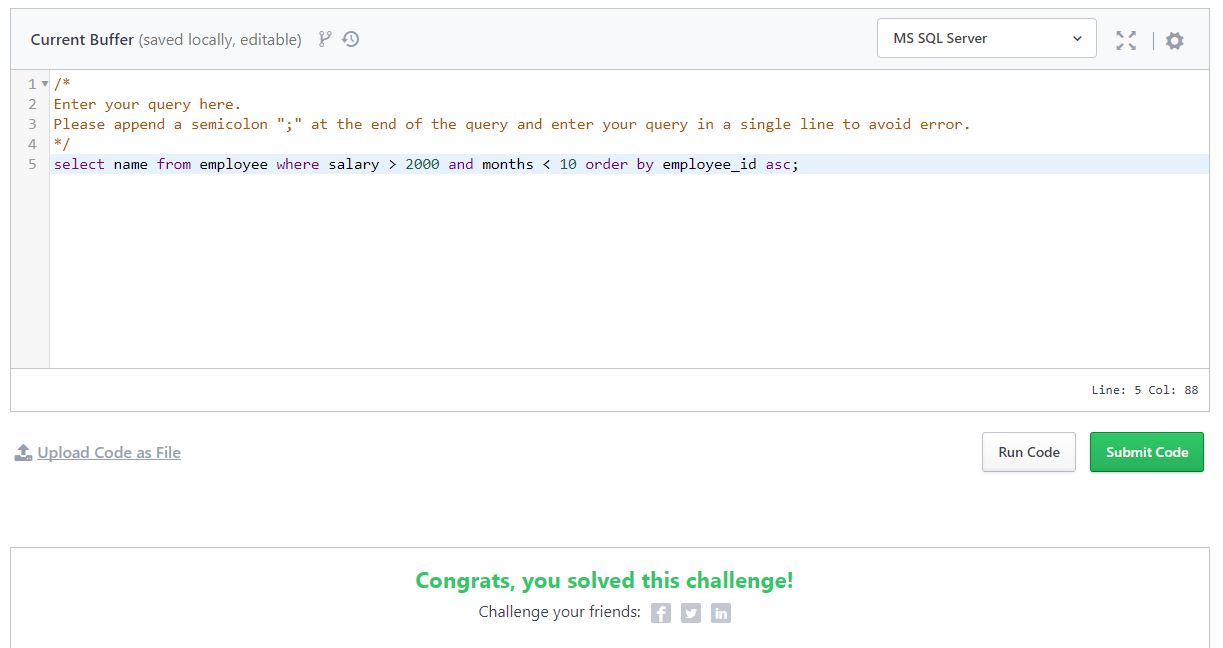 Current Buffer (saved locally, editable)
MS SQL Server
1 /*
2 Enter your query here.
3 Please append a semicolon ";" at the end of the query and enter your query in a single line to avoid error.
4 */
5 select name from employee where salary > 2000 and months < 10 order by employee_id asc;
Line: 5 Col: 88
Upload Code as File
Run Code
Submit Code
Congrats, you solved this challenge!
Challenge your friends: